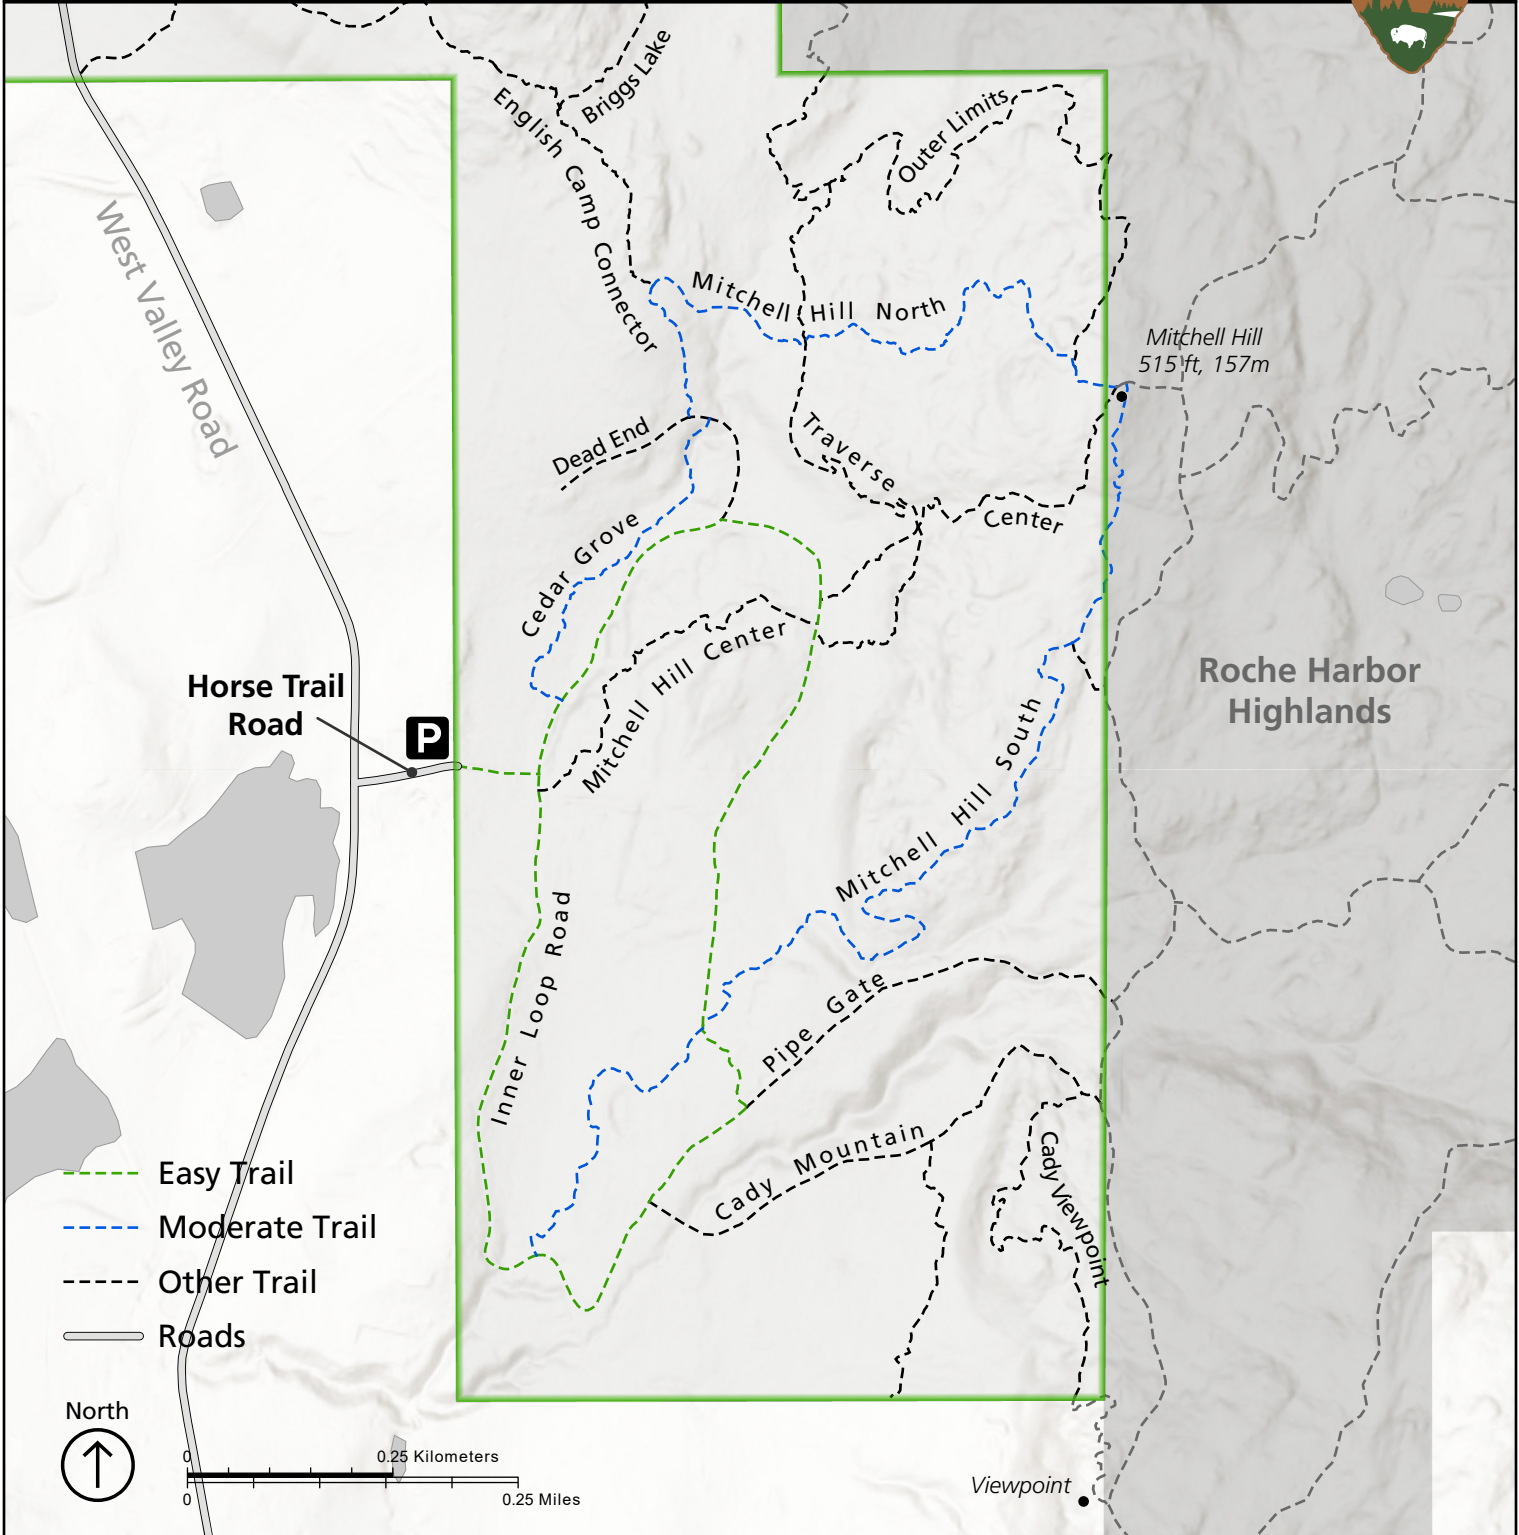 Briggs Lake
English Camp Connector
Outer Limits
West Valley Road
Mitchell Hill North
Mitchell Hill
515 ft, 157m
Dead End
Traverse
Center
Cedar Grove
Mitchell Hill Center
Horse Trail
Road
P
Roche Harbor
Highlands
Mitchell Hill South
Inner Loop Road
Pipe Gate
Cady Mountain
Cady Viewpoint
Easy Trail
Moderate Trail
Other Trail
Roads
North
0 0.25 Kilometers
0 0.25 Miles
Viewpoint